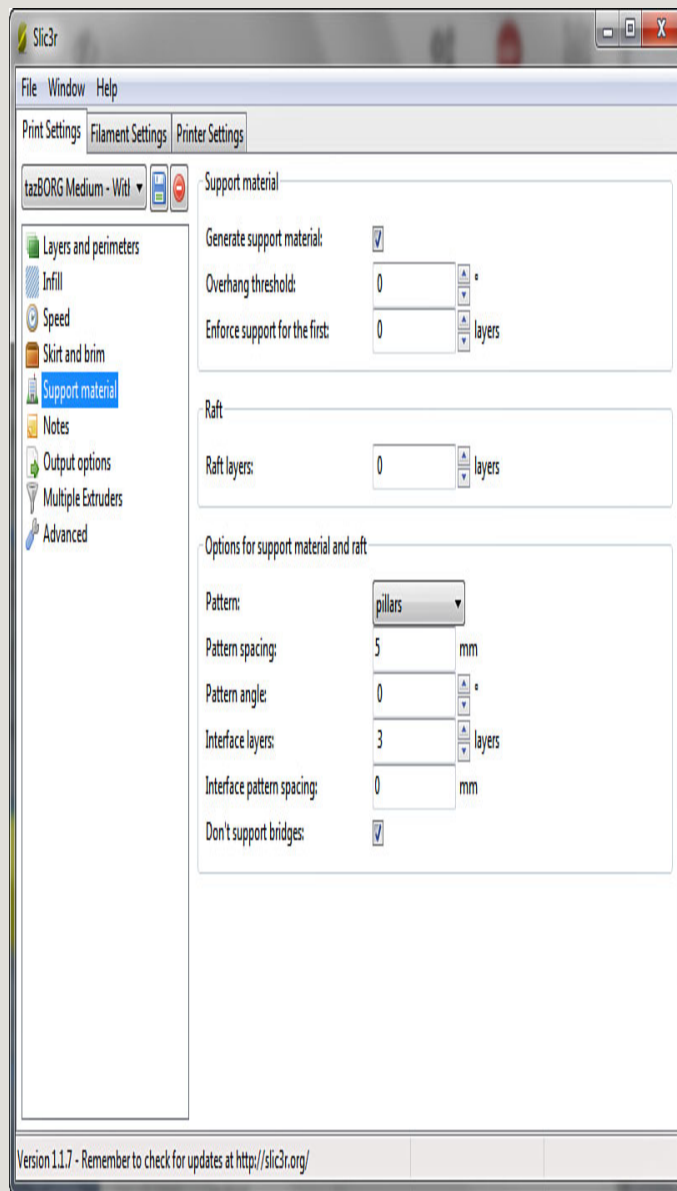 Slic3r
File Window Help
Print Settings Filament Settings Printer Settings
tazBORG Medium - Witl
Layers and perimeters
Infill
Speed
Skirt and brim
Support material
Notes
Output options
Multiple Extruders
Advanced
Support material
Generate support material:
Overhang threshold: 0 °
Enforce support for the first: 0 layers
Raft
Raft layers: 0 layers
Options for support material and raft
Pattern: pillars
Pattern spacing: 5 mm
Pattern angle: 0 °
Interface layers: 3 layers
Interface pattern spacing: 0 mm
Don't support bridges:
Version 1.1.7 - Remember to check for updates at http://slic3r.org/